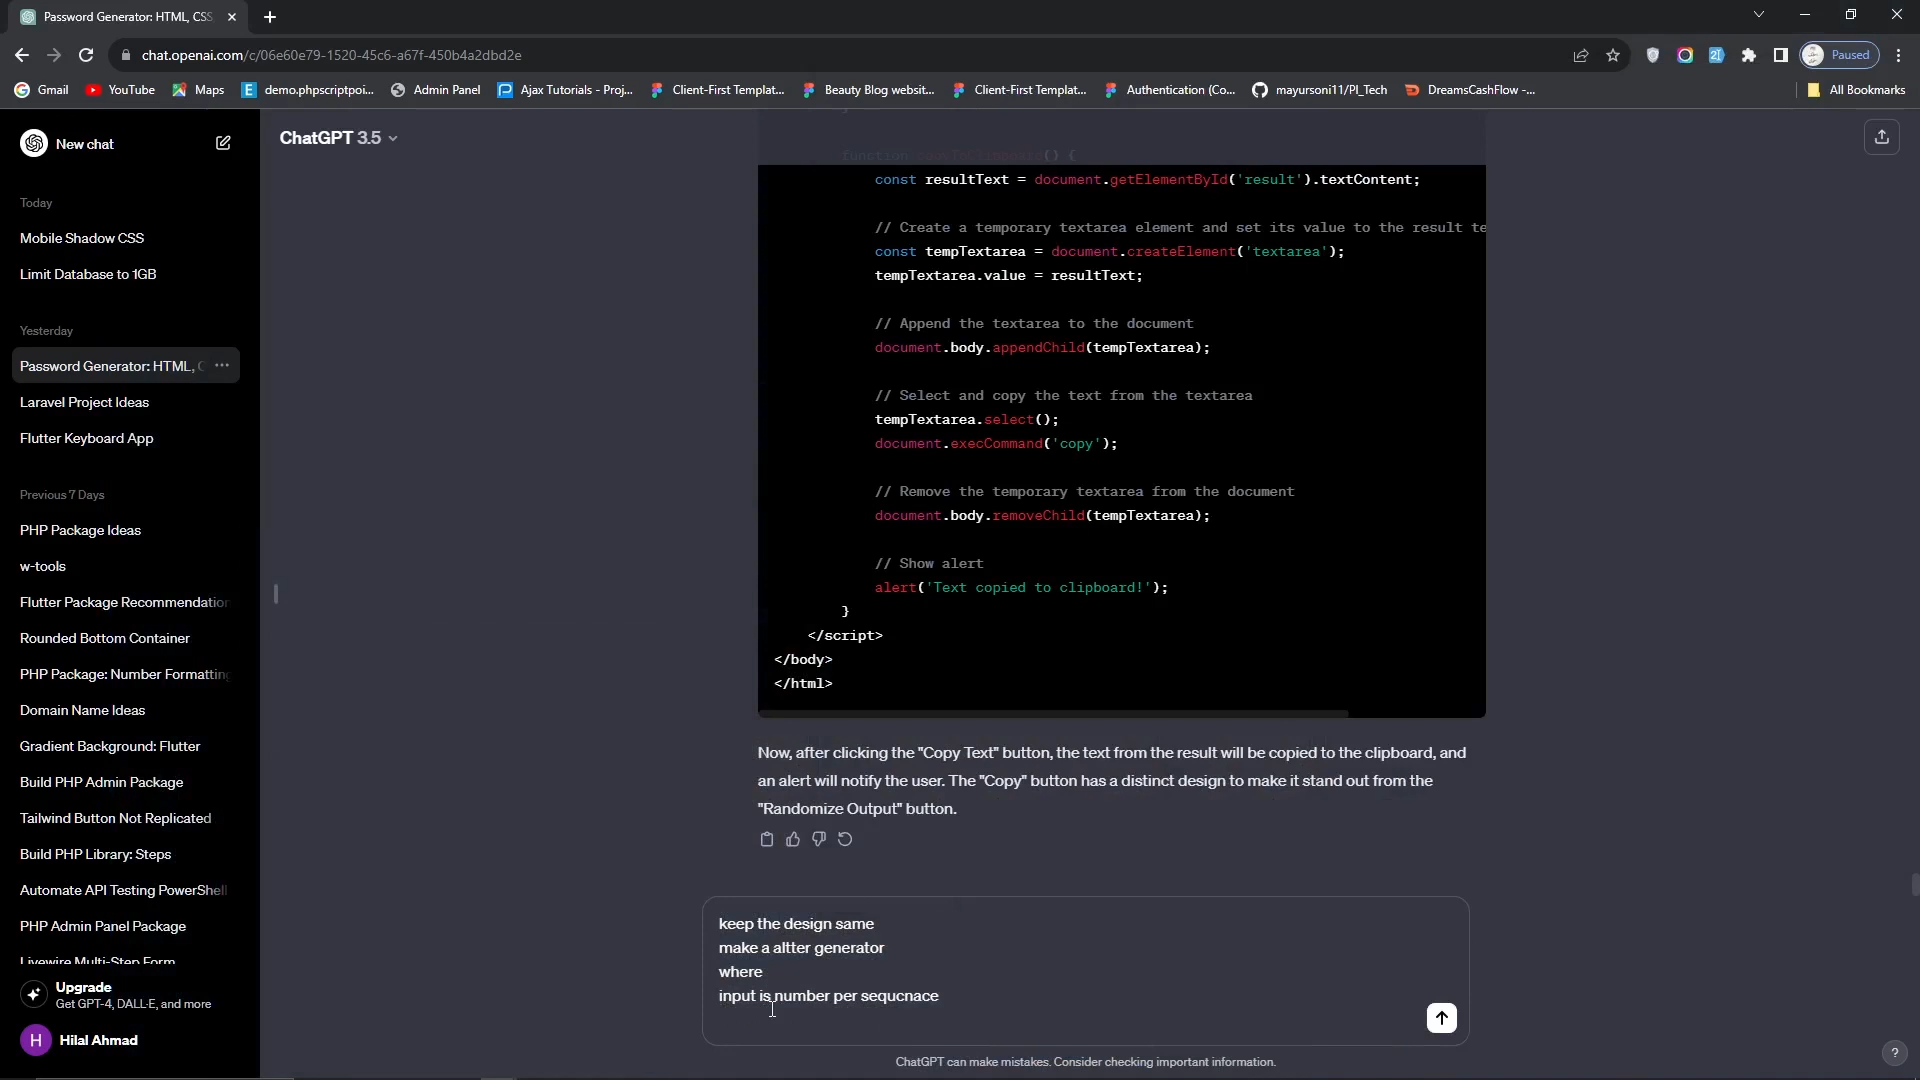 Password Generator: HTML, CSS
chat.openai.com/c/06e60e79-1520-45c6-a67f-450b4a2dbd2e
Paused
Gmail
YouTube
Maps
demo.phpscriptpoi...
Admin Panel
Ajax Tutorials - Proj...
Client-First Templat...
Beauty Blog websit...
Client-First Templat...
Authentication (Co...
mayursoni11/PI_Tech
DreamsCashFlow -...
All Bookmarks
New chat
Today
Mobile Shadow CSS
Limit Database to 1GB
Yesterday
Password Generator: HTML, C
Laravel Project Ideas
Flutter Keyboard App
Previous 7 Days
PHP Package Ideas
w-tools
Flutter Package Recommendation
Rounded Bottom Container
PHP Package: Number Formatting
Domain Name Ideas
Gradient Background: Flutter
Build PHP Admin Package
Tailwind Button Not Replicated
Build PHP Library: Steps
Automate API Testing PowerShell
PHP Admin Panel Package
Livewire Multi-Step Form
Upgrade
Get GPT-4, DALL·E, and more
H
Hilal Ahmad
ChatGPT 3.5
const resultText = document.getElementById('result').textContent;
// Create a temporary textarea element and set its value to the result te
const tempTextarea = document.createElement('textarea');
tempTextarea.value = resultText;
// Append the textarea to the document
document.body.appendChild(tempTextarea);
// Select and copy the text from the textarea
tempTextarea.select();
document.execCommand('copy');
// Remove the temporary textarea from the document
document.body.removeChild(tempTextarea);
// Show alert
alert('Text copied to clipboard!');
}
</script>
</body>
</html>
Now, after clicking the "Copy Text" button, the text from the result will be copied to the clipboard, and
an alert will notify the user. The "Copy" button has a distinct design to make it stand out from the
"Randomize Output" button.
keep the design same
make a altter generator
where
input is number per sequcnace
ChatGPT can make mistakes. Consider checking important information.
?